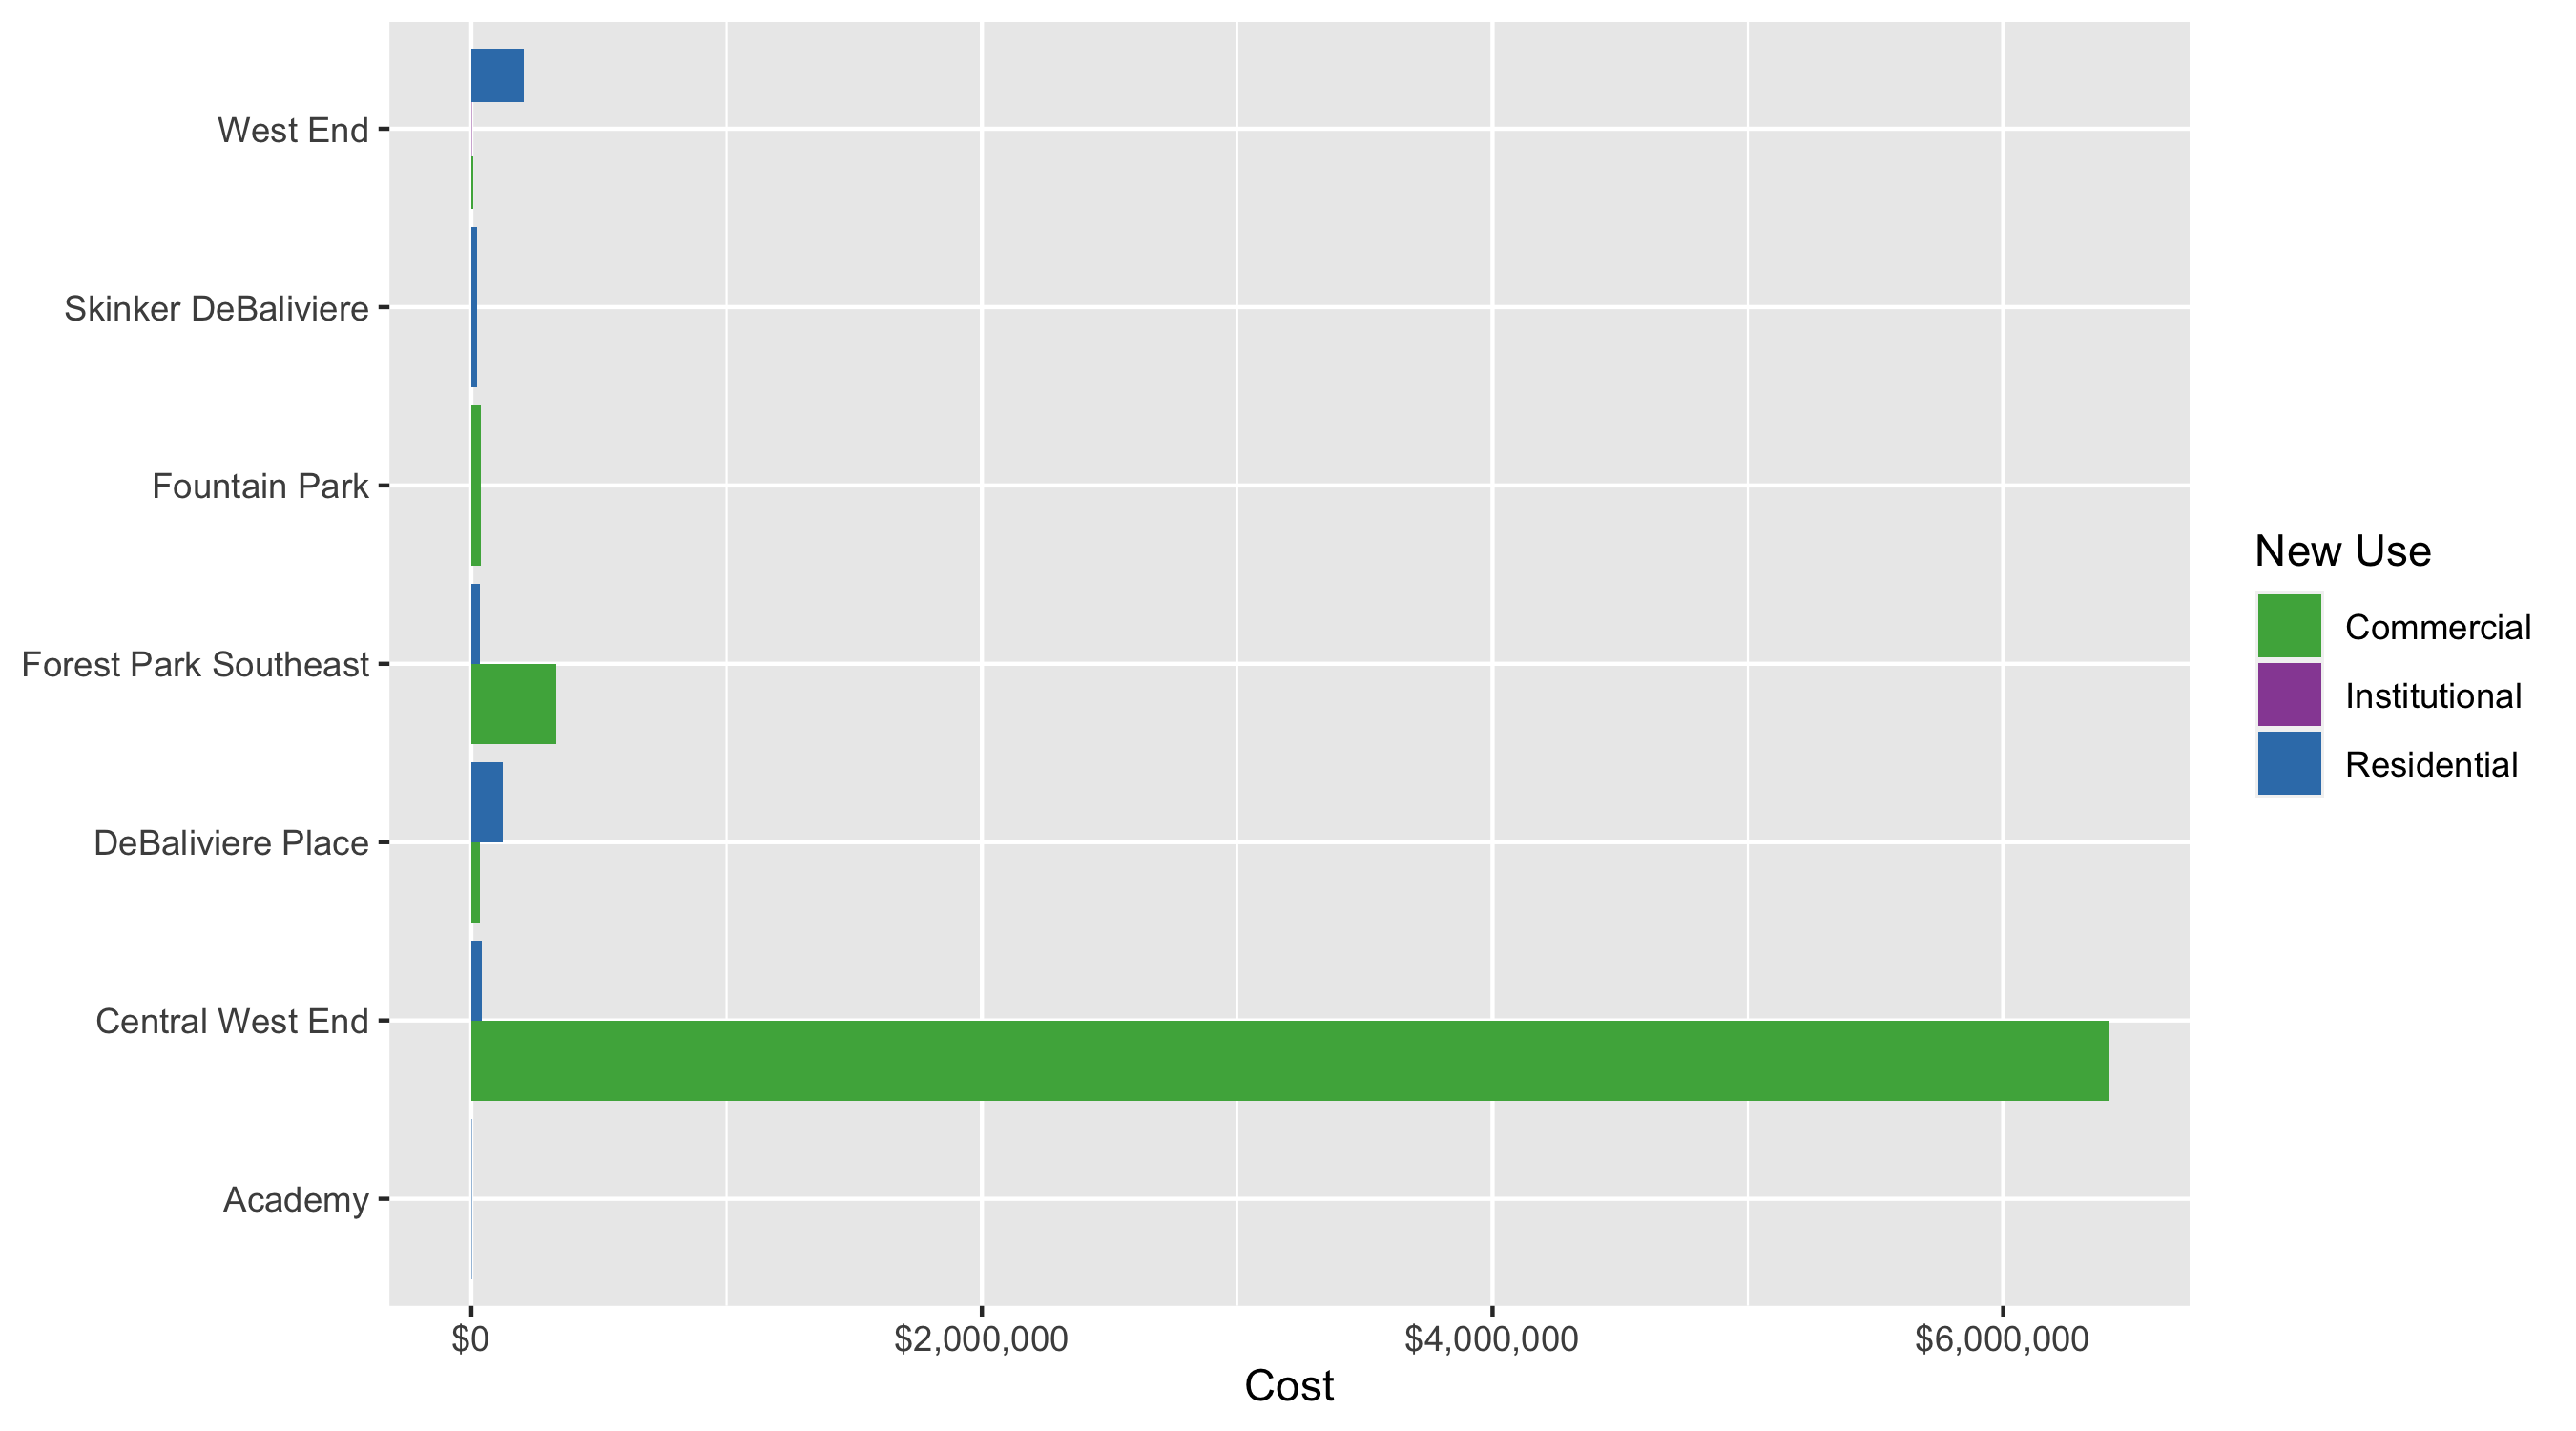 West End
Skinker DeBaliviere
Fountain Park
Forest Park Southeast
DeBaliviere Place
Central West End
Academy
$0 $2,000,000 $4,000,000 $6,000,000
Cost
New Use
Commercial
Institutional
Residential